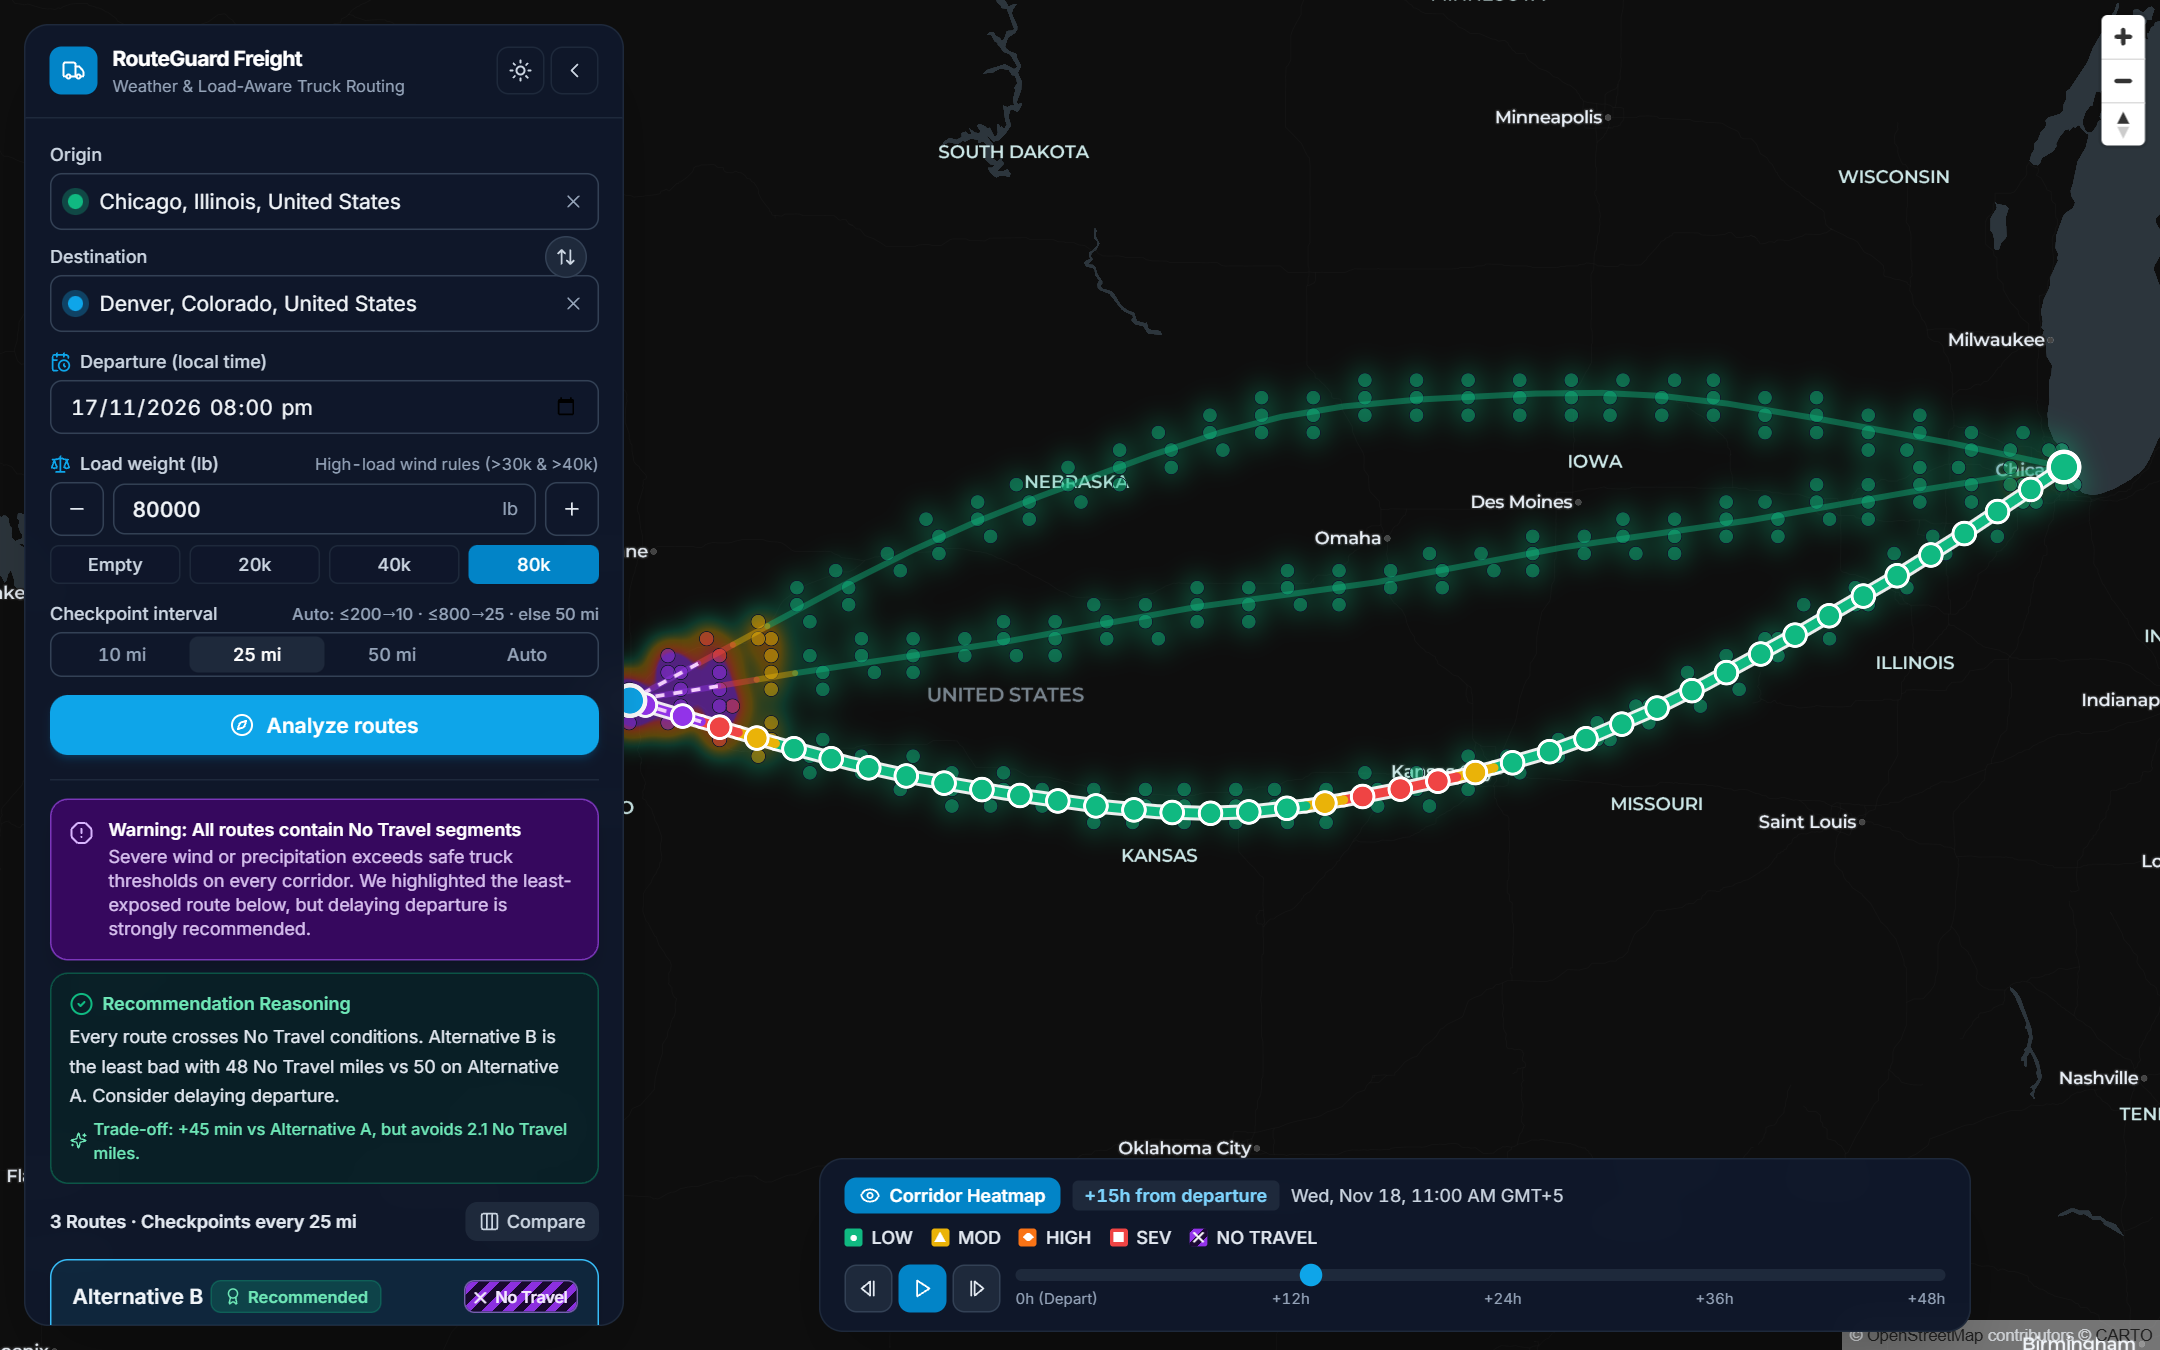 RouteGuard Freight
Weather & Load-Aware Truck Routing
Origin
Chicago, Illinois, United States
Destination
Denver, Colorado, United States
Departure (local time)
17/11/2026 08:00 pm
Load weight (lb)
High-load wind rules (>30k & >40k)
80000
lb
Empty
20k
40k
80k
Checkpoint interval
Auto: ≤200→10 · ≤800→25 · else 50 mi
10 mi
25 mi
50 mi
Auto
Analyze routes
Warning: All routes contain No Travel segments
Severe wind or precipitation exceeds safe truck
thresholds on every corridor. We highlighted the least-
exposed route below, but delaying departure is
strongly recommended.
Recommendation Reasoning
Every route crosses No Travel conditions. Alternative B is
the least bad with 48 No Travel miles vs 50 on Alternative
A. Consider delaying departure.
Trade-off: +45 min vs Alternative A, but avoids 2.1 No Travel
miles.
3 Routes · Checkpoints every 25 mi
Compare
Alternative B
Recommended
No Travel
Minneapolis
SOUTH DAKOTA
WISCONSIN
Milwaukee
Chica
IOWA
NEBRASKA
Des Moines
Omaha
ne
ake
IN
ILLINOIS
UNITED STATES
Indianap
MISSOURI
Saint Louis
KANSAS
Lo
O
Nashville
TEN
Oklahoma City
Fl
Corridor Heatmap
+15h from departure
Wed, Nov 18, 11:00 AM GMT+5
LOW
MOD
HIGH
SEV
NO TRAVEL
0h (Depart)
+12h
+24h
+36h
+48h
© OpenStreetMap contributors © CARTO
Birmingham